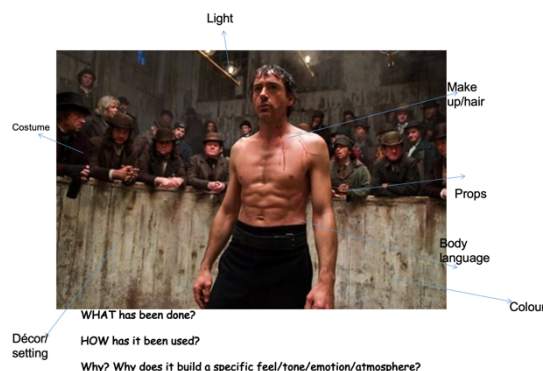 Light
Make
up/hair
Costume
Props
Body
language
Colour
Décor/
setting
WHAT has been done?
HOW has it been used?
Why? Why does it build a specific feel/tone/emotion/atmosphere?